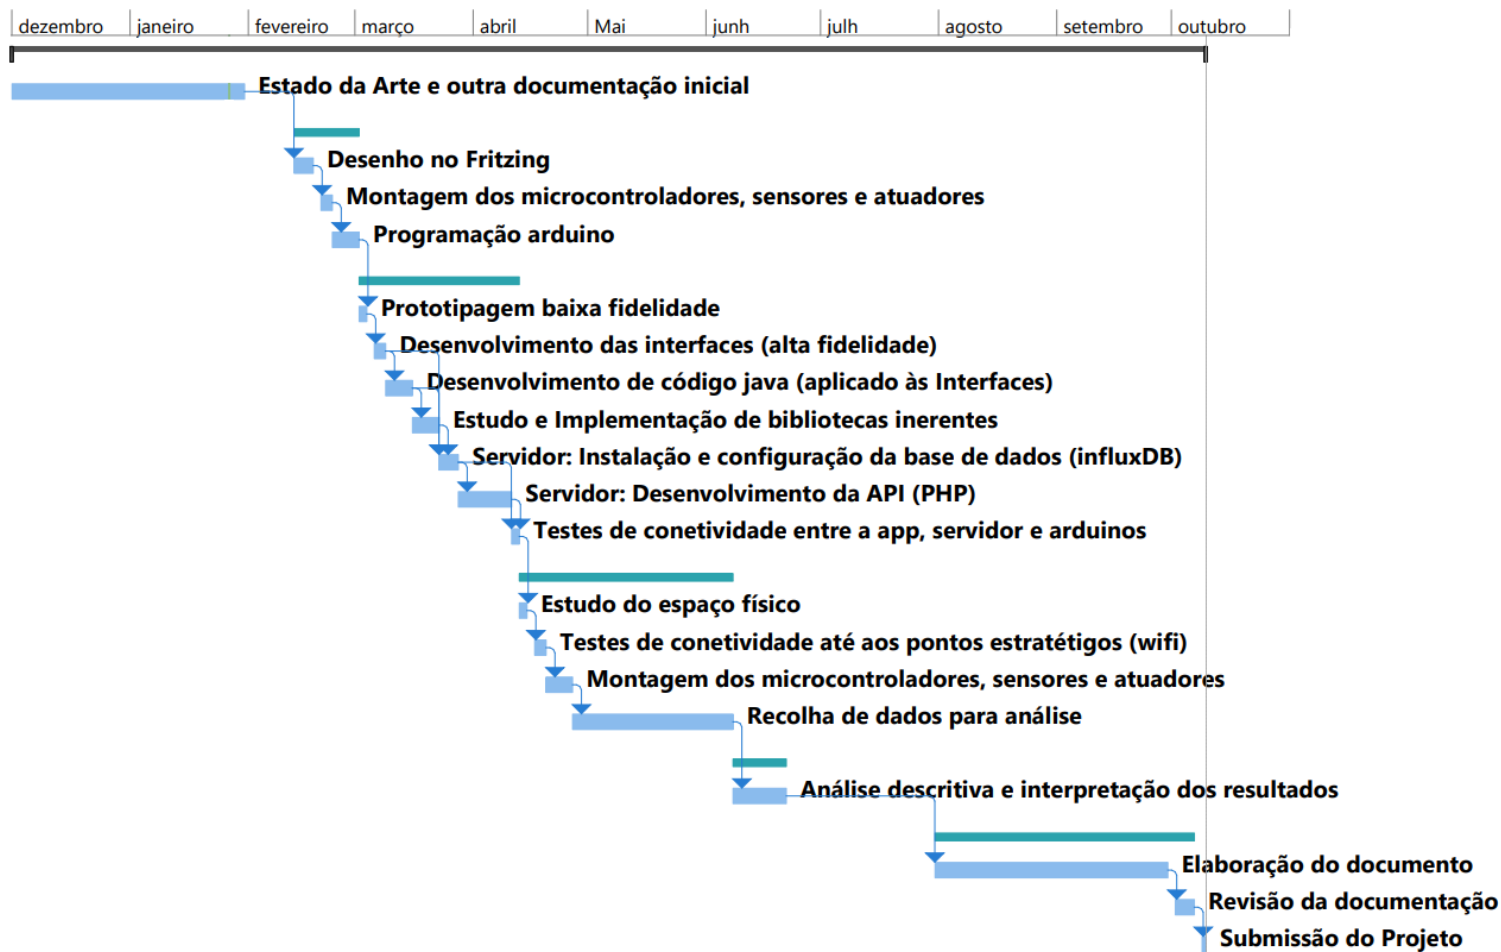 dezembro janeiro fevereiro março abril Mai junh julh agosto setembro outubro
Estado da Arte e outra documentação inicial
Desenho no Fritzing
Montagem dos microcontroladores, sensores e atuadores
Programação arduino
Prototipagem baixa fidelidade
Desenvolvimento das interfaces (alta fidelidade)
Desenvolvimento de código java (aplicado às Interfaces)
Estudo e Implementação de bibliotecas inerentes
Servidor: Instalação e configuração da base de dados (influxDB)
Servidor: Desenvolvimento da API (PHP)
Testes de conetividade entre a app, servidor e arduinos
Estudo do espaço físico
Testes de conetividade até aos pontos estratétigos (wifi)
Montagem dos microcontroladores, sensores e atuadores
Recolha de dados para análise
Análise descritiva e interpretação dos resultados
Elaboração do documento
Revisão da documentação
Submissão do Projeto